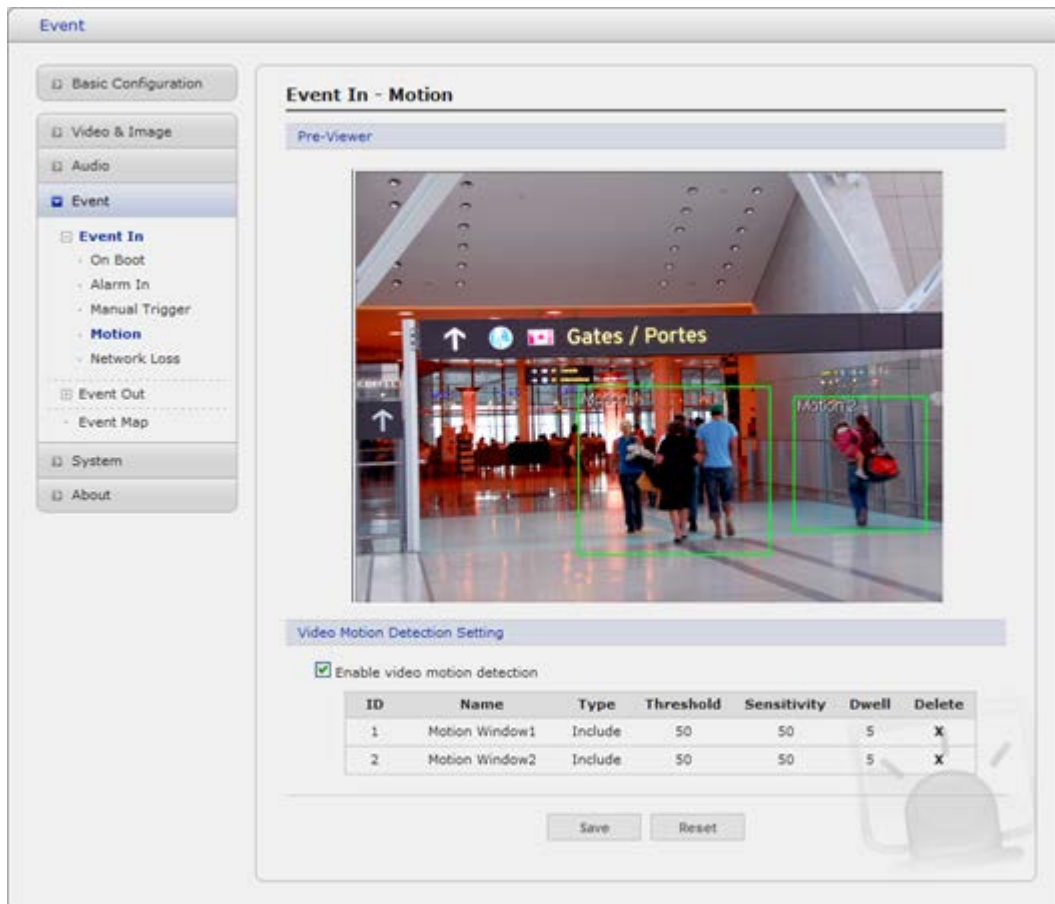 Event
Basic Configuration
Video & Image
Audio
Event
Event In
On Boot
Alarm In
Manual Trigger
Motion
Network Loss
Event Out
Event Map
System
About
Event In - Motion
Pre-Viewer
Gates / Portes
Motion 2
Video Motion Detection Setting
Enable video motion detection
ID Name Type Threshold Sensitivity Dwell Delete
1 Motion Window1 Include 50 50 5 X
2 Motion Window2 Include 50 50 5 X
Save Reset